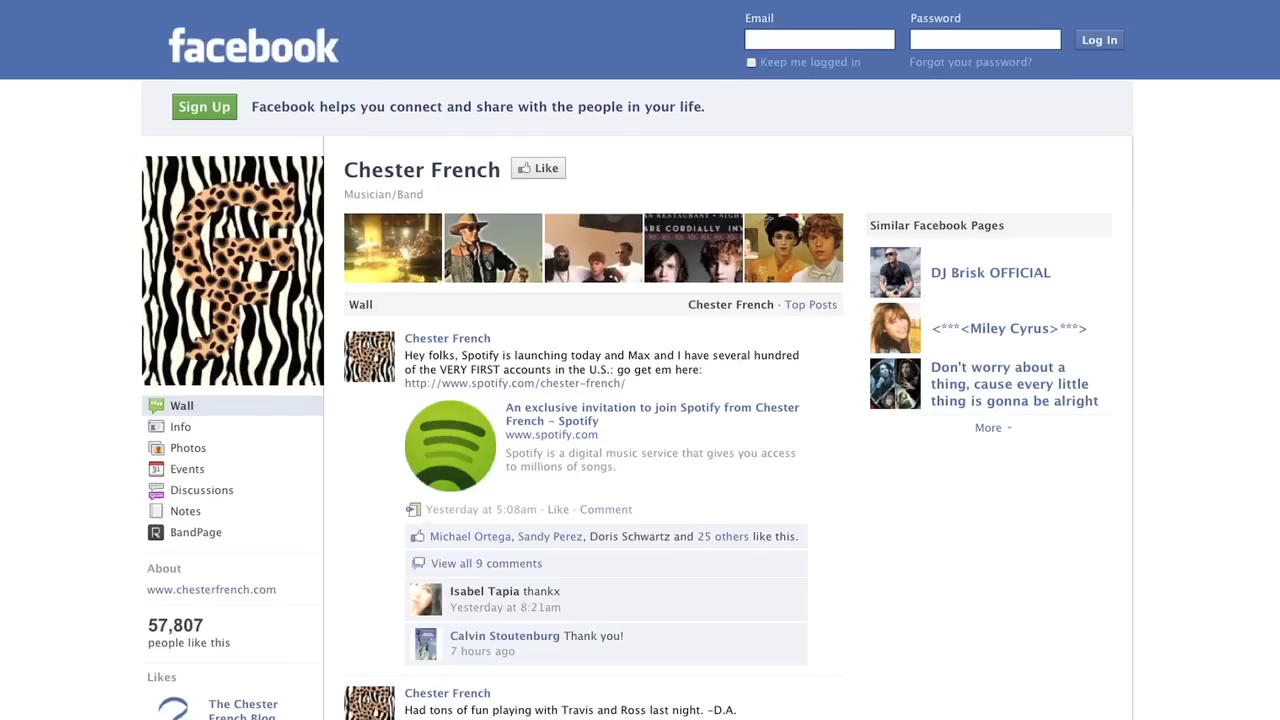 Email
Password
facebook
Log In
Keep me logged in
Forgot your password?
Sign Up
Facebook helps you connect and share with the people in your life.
Chester French
Like
Musician/Band
AN RESTAURANT • NIGH
ARE CORDIALLY INV
Wall
Chester French · Top Posts
Chester French
Hey folks, Spotify is launching today and Max and I have several hundred
of the VERY FIRST accounts in the U.S.: go get em here:
http://www.spotify.com/chester-french/
An exclusive invitation to join Spotify from Chester
French – Spotify
www.spotify.com
Spotify is a digital music service that gives you access
to millions of songs.
Yesterday at 5:08am · Like · Comment
Michael Ortega, Sandy Perez, Doris Schwartz and 25 others like this.
View all 9 comments
Isabel Tapia thankx
Yesterday at 8:21am
Calvin Stoutenburg Thank you!
7 hours ago
Chester French
Had tons of fun playing with Travis and Ross last night. -D.A.
Similar Facebook Pages
DJ Brisk OFFICIAL
<***<Miley Cyrus>***>
Don't worry about a
thing, cause every little
thing is gonna be alright
More
Wall
Info
Photos
31
Events
Discussions
Notes
R
BandPage
About
www.chesterfrench.com
57,807
people like this
Likes
?
The Chester
French Blog